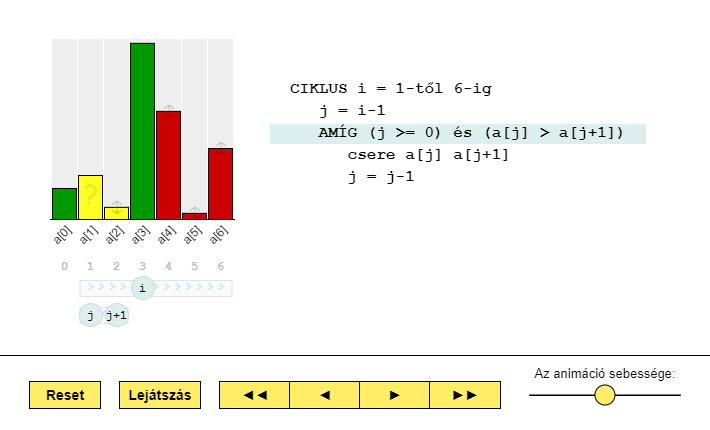 CIKLUS i = 1-től 6-ig
j = i-1
AMÍG (j >= 0) és (a[j] > a[j+1])
csere a[j] a[j+1]
j = j-1
?
a[0] a[1] a[2] a[3] a[4] a[5] a[6]
0 1 2 3 4 5 6
i
j j+1
Az animáció sebessége:
Reset Lejátszás